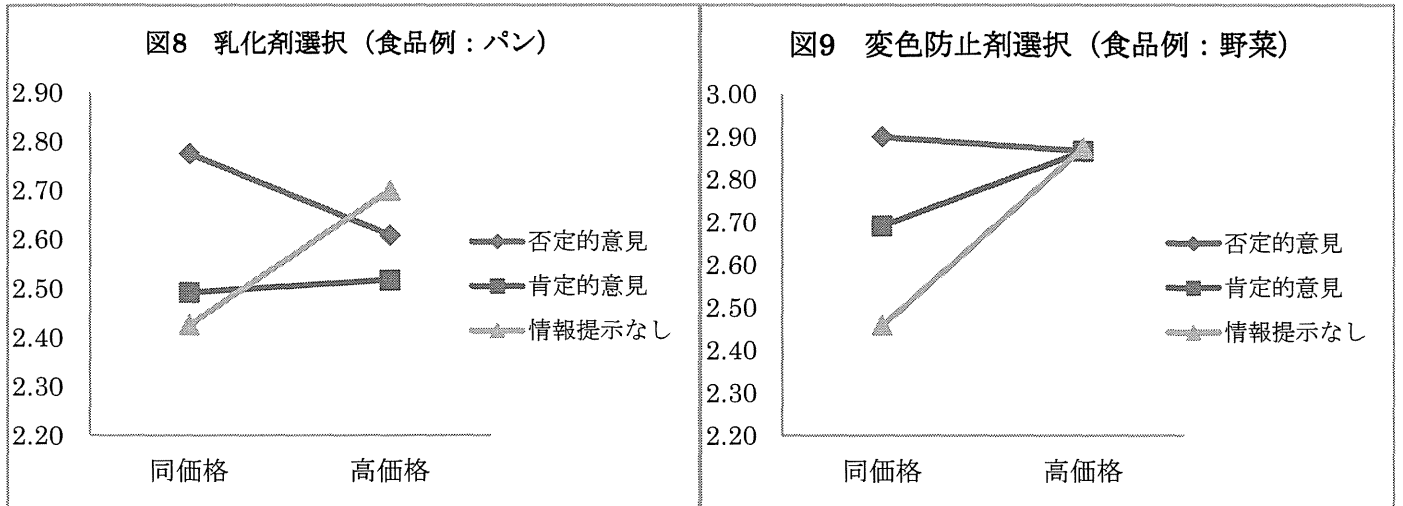 図8 乳化剤選択（食品例：パン）
2.90
2.80
2.70
2.60
2.50
2.40
2.30
2.20
同価格 高価格
否定的意見
肯定的意見
情報提示なし
図9 変色防止剤選択（食品例：野菜）
3.00
2.90
2.80
2.70
2.60
2.50
2.40
2.30
2.20
同価格 高価格
否定的意見
肯定的意見
情報提示なし